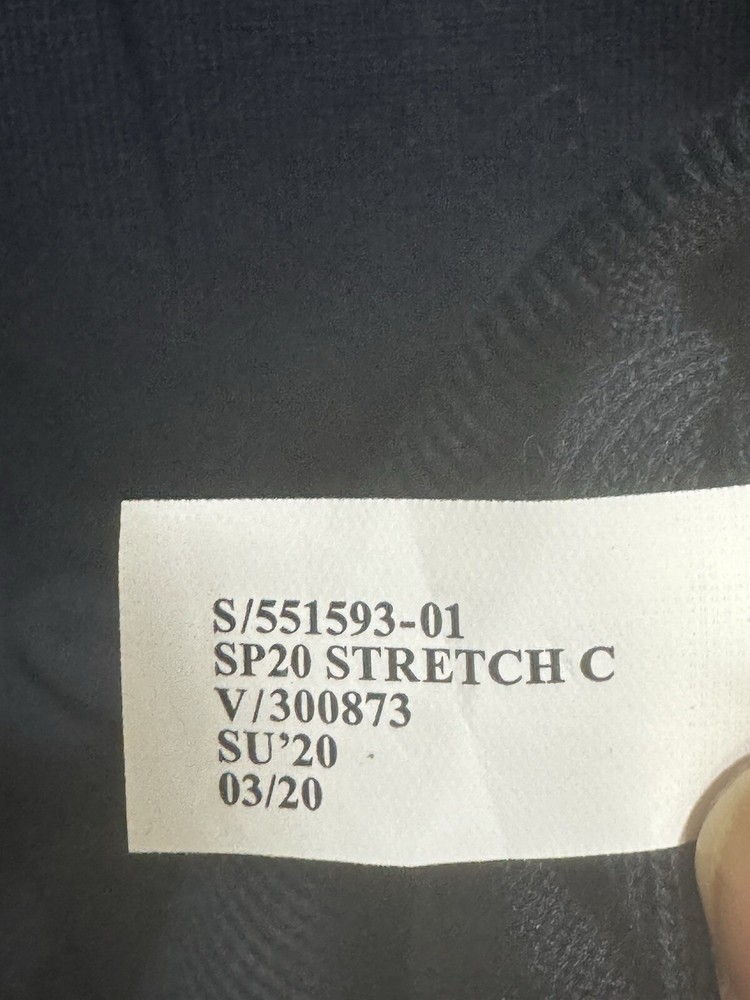 S/551593-01
SP20 STRETCH C
V/300873
SU’20
03/20